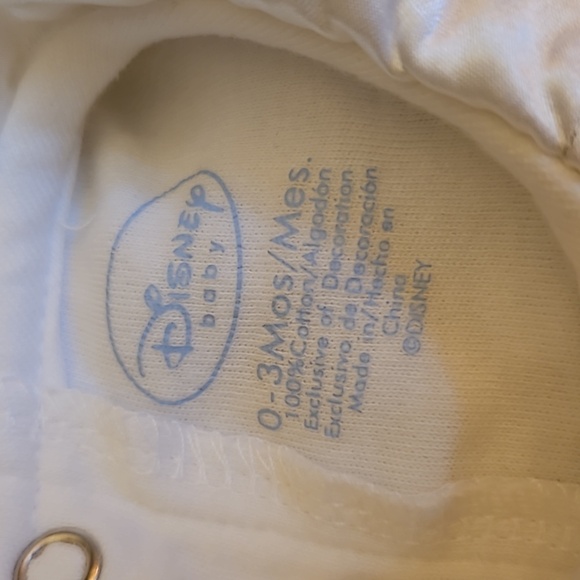 DISNEY
baby
0-3Mos/Mes.
100%Cotton/Algodón
Exclusive of Decoration
Exclusivo de Decoración
Made in/Hecho en
China
©DISNEY